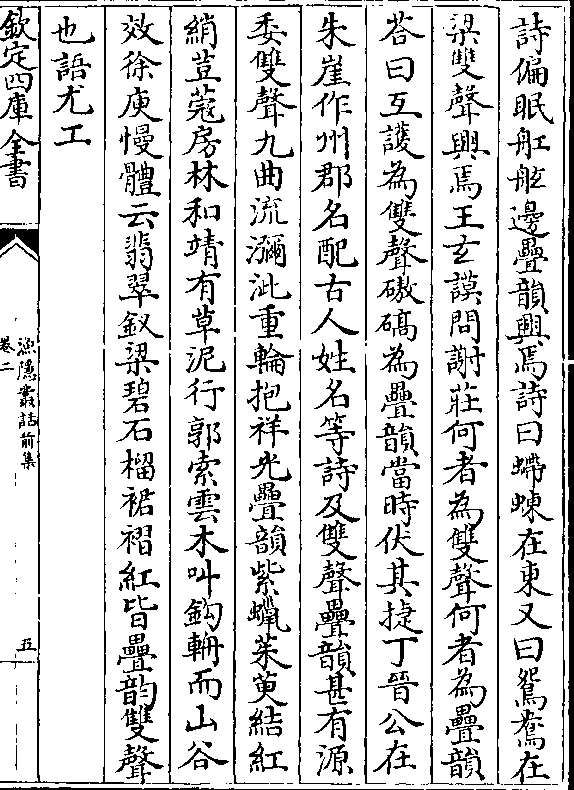 詩偏眠舡舷邊疊韻興焉詩曰螮蝀在東又曰鴛鴦在
梁雙聲興焉王玄謨問謝莊何者為雙聲何者為疊韻
荅曰互護為雙聲磝碻為疊韻當時伏其捷丁晉公在
朱崖作州郡名配古人姓名等詩及雙聲疊韻甚有源
委雙聲九曲流瀰泚重輪抱祥光疊韻紫蠟茱萸結紅
綃荳蔻房林和靖有草泥行郭索雲木叫鈎輈而山谷
效徐庾慢體云翡翠釵梁碧石榴裙褶紅皆疊韵雙聲
也語尤工
欽定四庫全書
漁隱叢話前集
卷二
五